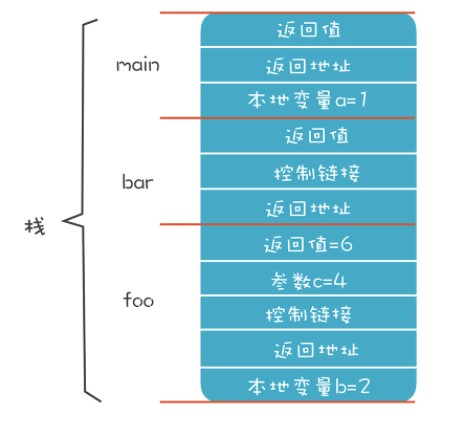 栈
main
返回值
返回地址
本地变量a=1
bar
返回值
控制链接
返回地址
foo
返回值=6
参数c=4
控制链接
返回地址
本地变量b=2